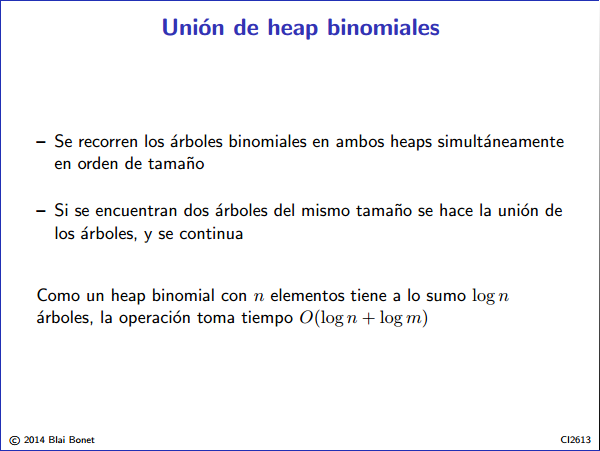 Unión de heap binomiales
– Se recorren los árboles binomiales en ambos heaps simultáneamente
en orden de tamaño
– Si se encuentran dos árboles del mismo tamaño se hace la unión de
los árboles, y se continua
Como un heap binomial con n elementos tiene a lo sumo log n
árboles, la operación toma tiempo O(log n + log m)
© 2014 Blai Bonet
CI2613